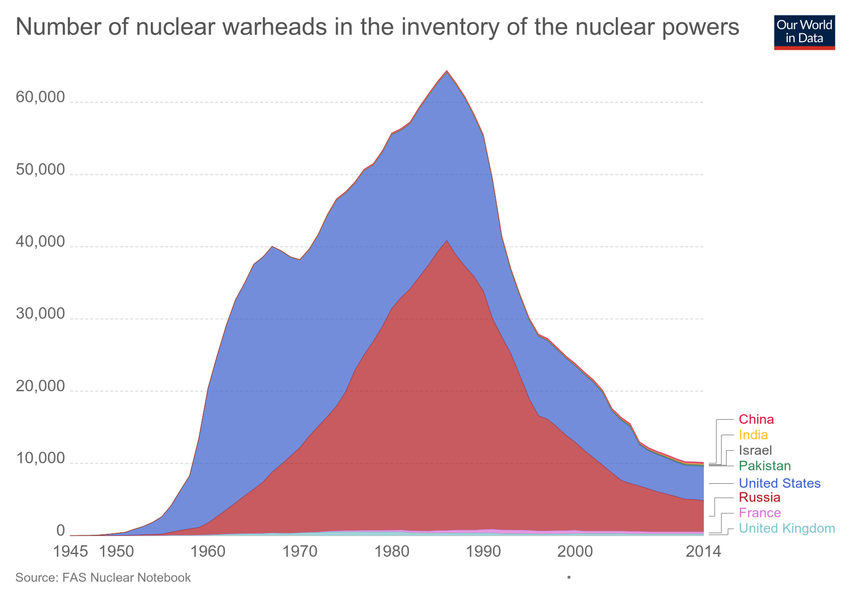 Number of nuclear warheads in the inventory of the nuclear powers
Our World
in Data
60,000
50,000
40,000
30,000
20,000
10,000
0
1945 1950 1960 1970 1980 1990 2000 2014
China
India
Israel
Pakistan
United States
Russia
France
United Kingdom
Source: FAS Nuclear Notebook